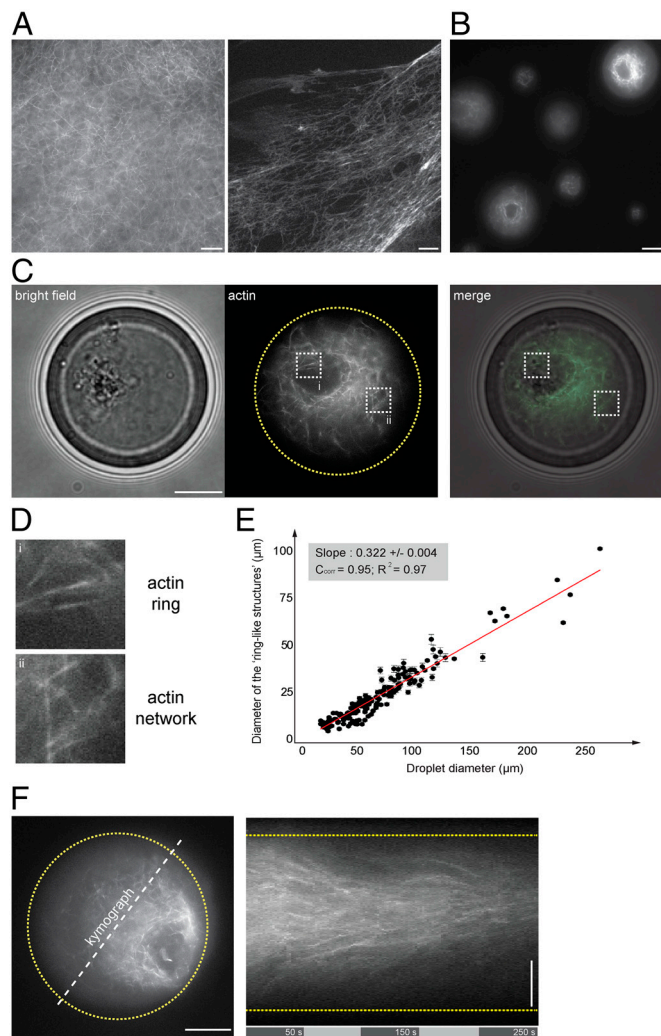 A
B
C
bright field
actin
merge
i
ii
D
i
actin
ring
ii
actin
network
E
Slope : 0.322 +/- 0.004
Ccorr = 0.95; R2 = 0.97
Diameter of the 'ring-like structures' (µm)
100
75
50
25
0
0
50
100
150
200
250
Droplet diameter (µm)
F
kymograph
50 s
150 s
250 s